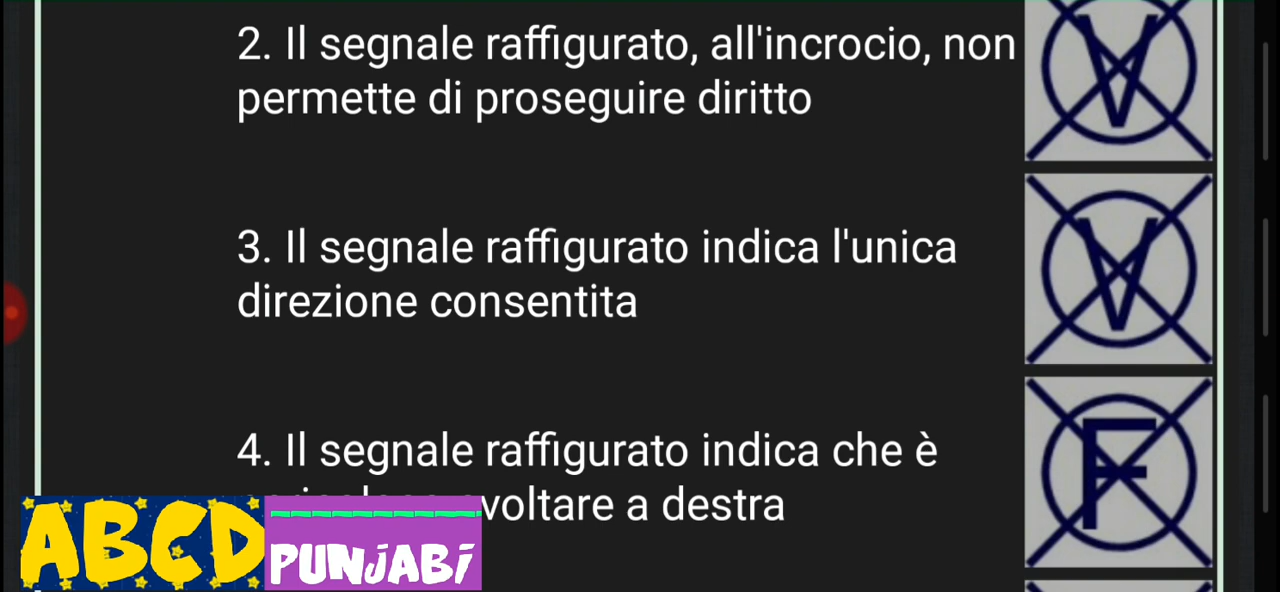 2. Il segnale raffigurato, all'incrocio, non
permette di proseguire diritto
V
3. Il segnale raffigurato indica l'unica
direzione consentita
V
4. Il segnale raffigurato indica che è
svoltare a destra
F
ABCD
PUNJABI